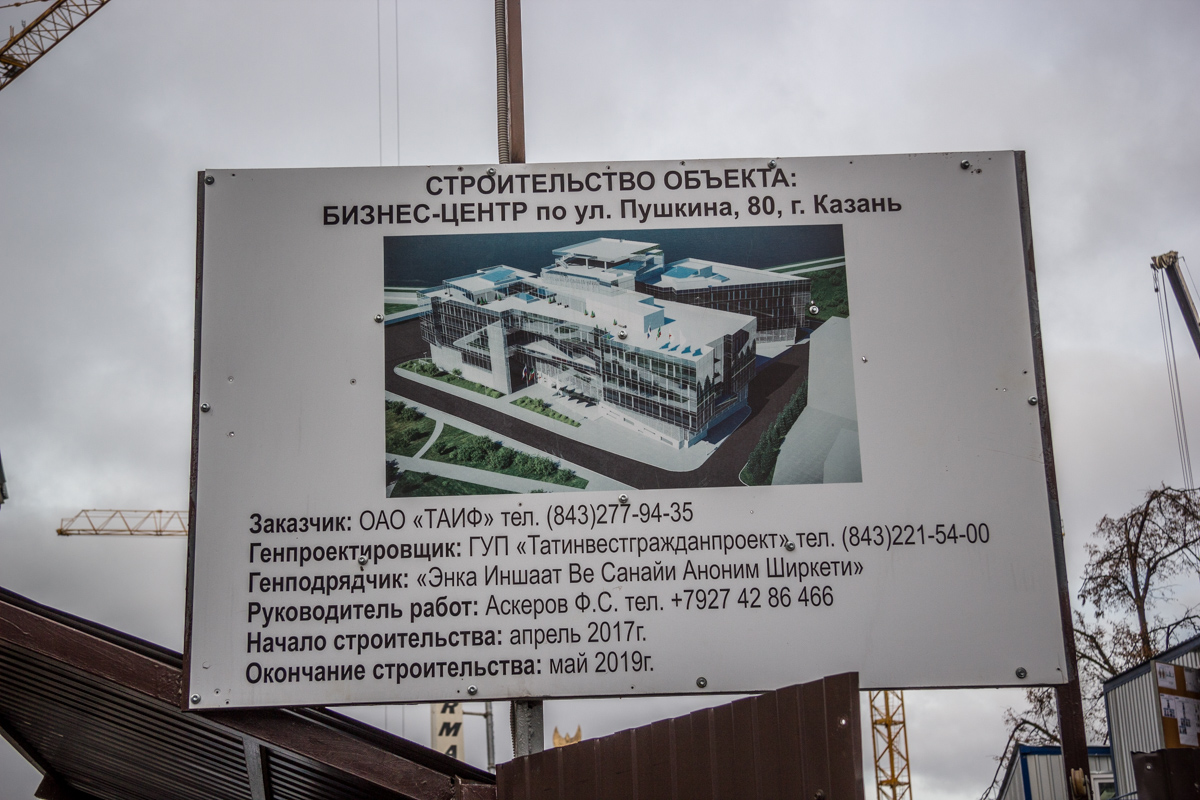 СТРОИТЕЛЬСТВО ОБЪЕКТА:
БИЗНЕС-ЦЕНТР по ул. Пушкина, 80, г. Казань
Заказчик: ОАО «ТАИФ» тел. (843)277-94-35
Генпроектировщик: ГУП «Татинвестгражданпроект» тел. (843)221-54-00
Генподрядчик: «Энка Иншаат Ве Санайи Аноним Ширкети»
Руководитель работ: Аскеров Ф.С. тел. +7927 42 86 466
Начало строительства: апрель 2017г.
Окончание строительства: май 2019г.
RMA